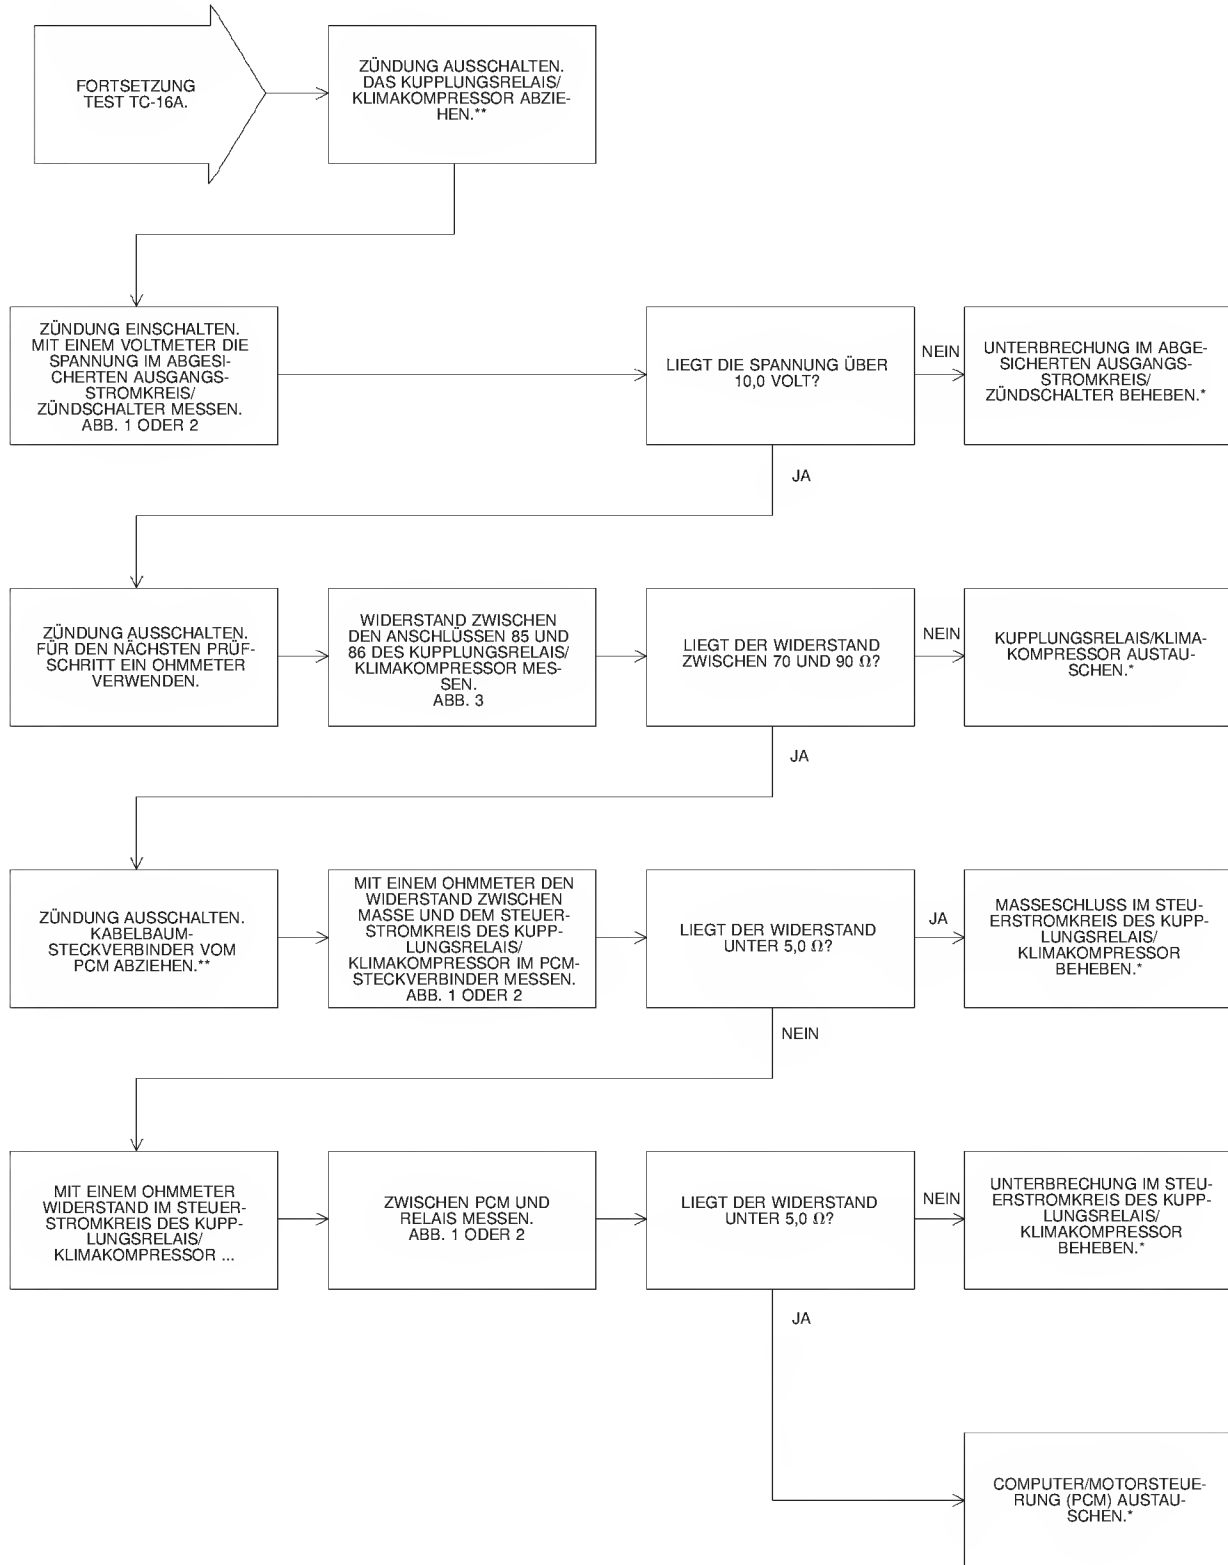 FORTSETZUNG
TEST TC-16A.
ZÜNDUNG AUSSCHALTEN.
DAS KUPPLUNGSRELAIS/
KLIMAKOMPRESSOR ABZIE-
HEN.**
ZÜNDUNG EINSCHALTEN.
MIT EINEM VOLTMETER DIE
SPANNUNG IM ABGESI-
CHERTEN AUSGANGS-
STROMKREIS/
ZÜNDSCHALTER MESSEN.
ABB. 1 ODER 2
LIEGT DIE SPANNUNG ÜBER
10,0 VOLT?
NEIN
UNTERBRECHUNG IM ABGE-
SICHERTEN AUSGANGS-
STROMKREIS/
ZÜNDSCHALTER BEHEBEN.*
JA
ZÜNDUNG AUSSCHALTEN.
FÜR DEN NÄCHSTEN PRÜF-
SCHRITT EIN OHMMETER
VERWENDEN.
WIDERSTAND ZWISCHEN
DEN ANSCHLÜSSEN 85 UND
86 DES KUPPLUNGSRELAIS/
KLIMAKOMPRESSOR MES-
SEN.
ABB. 3
LIEGT DER WIDERSTAND
ZWISCHEN 70 UND 90 Ω?
NEIN
KUPPLUNGSRELAIS/KLIMA-
KOMPRESSOR AUSTAU-
SCHEN.*
JA
ZÜNDUNG AUSSCHALTEN.
KABELBAUM-
STECKVERBINDER VOM
PCM ABZIEHEN.**
MIT EINEM OHMMETER DEN
WIDERSTAND ZWISCHEN
MASSE UND DEM STEUER-
STROMKREIS DES KUPP-
LUNGSRELAIS/
KLIMAKOMPRESSOR IM PCM-
STECKVERBINDER MESSEN.
ABB. 1 ODER 2
LIEGT DER WIDERSTAND
UNTER 5,0 Ω?
JA
MASSESCHLUSS IM STEU-
ERSTROMKREIS DES KUPP-
LUNGSRELAIS/
KLIMAKOMPRESSOR
BEHEBEN.*
NEIN
MIT EINEM OHMMETER
WIDERSTAND IM STEUER-
STROMKREIS DES KUPP-
LUNGSRELAIS/
KLIMAKOMPRESSOR ...
ZWISCHEN PCM UND
RELAIS MESSEN.
ABB. 1 ODER 2
LIEGT DER WIDERSTAND
UNTER 5,0 Ω?
NEIN
UNTERBRECHUNG IM STEU-
ERSTROMKREIS DES KUPP-
LUNGSRELAIS/
KLIMAKOMPRESSOR
BEHEBEN.*
JA
COMPUTER/MOTORSTEUE-
RUNG (PCM) AUSTAU-
SCHEN.*